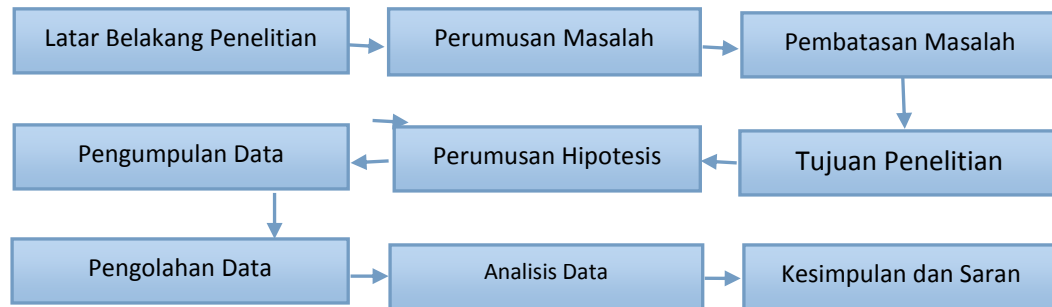 Latar Belakang Penelitian
Perumusan Masalah
Pembatasan Masalah
Tujuan Penelitian
Perumusan Hipotesis
Pengumpulan Data
Pengolahan Data
Analisis Data
Kesimpulan dan Saran